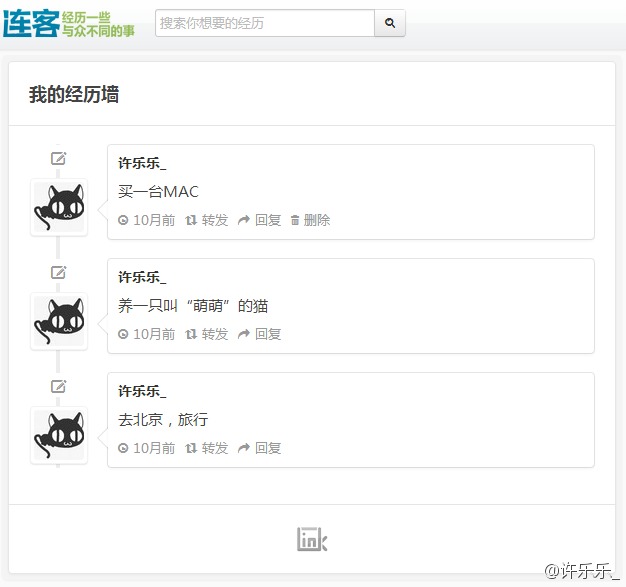 连客 经历一些
与众不同的事
搜索你想要的经历
我的经历墙
许乐乐_
买一台MAC
10月前 转发 回复 删除
许乐乐_
养一只叫“萌萌”的猫
10月前 转发 回复
许乐乐_
去北京，旅行
10月前 转发 回复
link
@许乐乐_